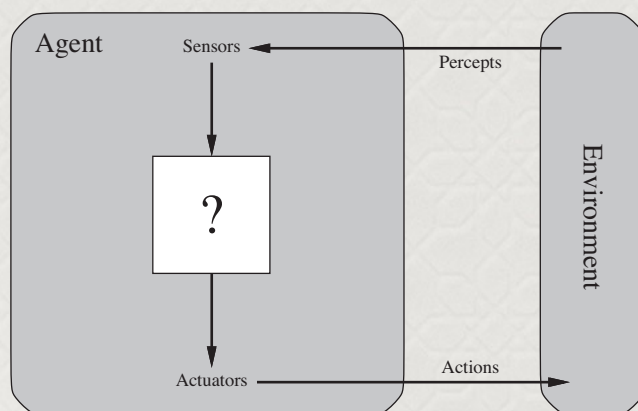 Agent
Sensors
Percepts
Environment
?
Actuators
Actions